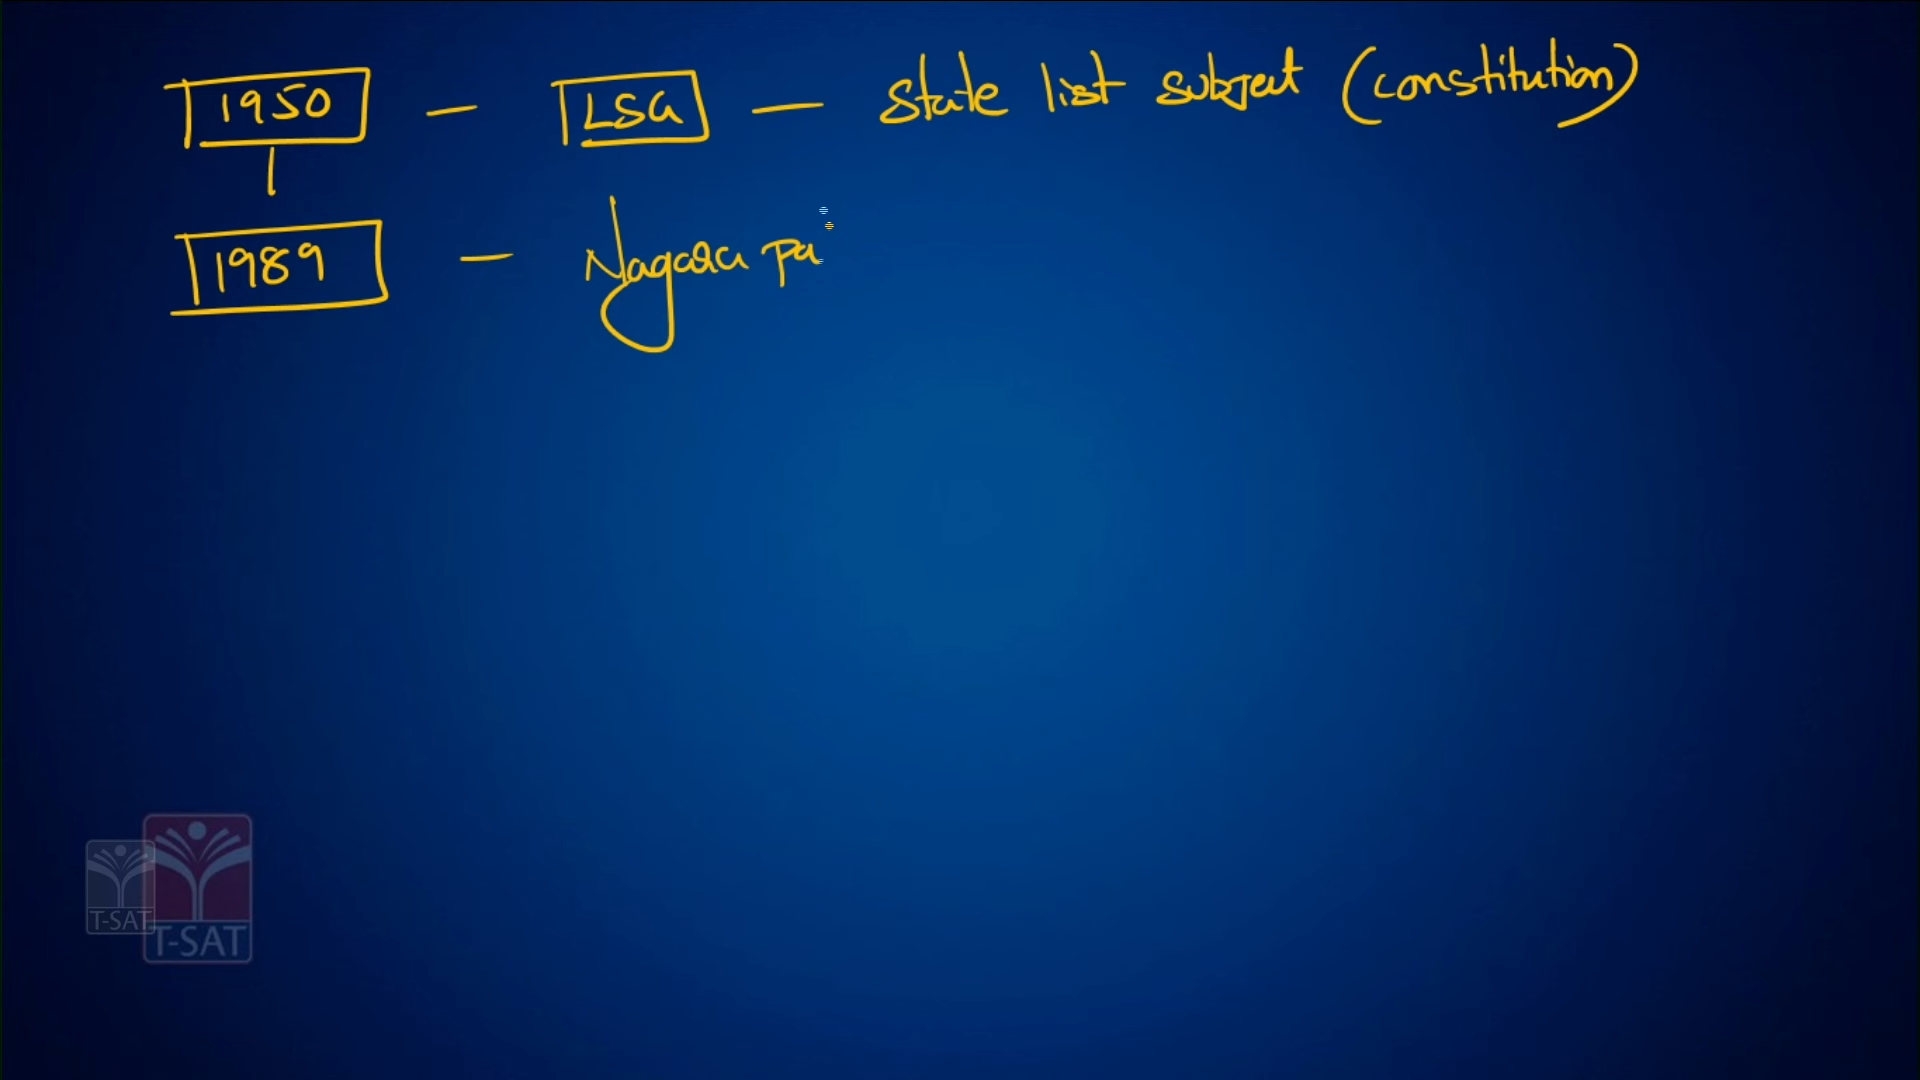 1950 - LSG - State list subject (constitution)
1989 - Nagara pa
T-SAT
T-SAT